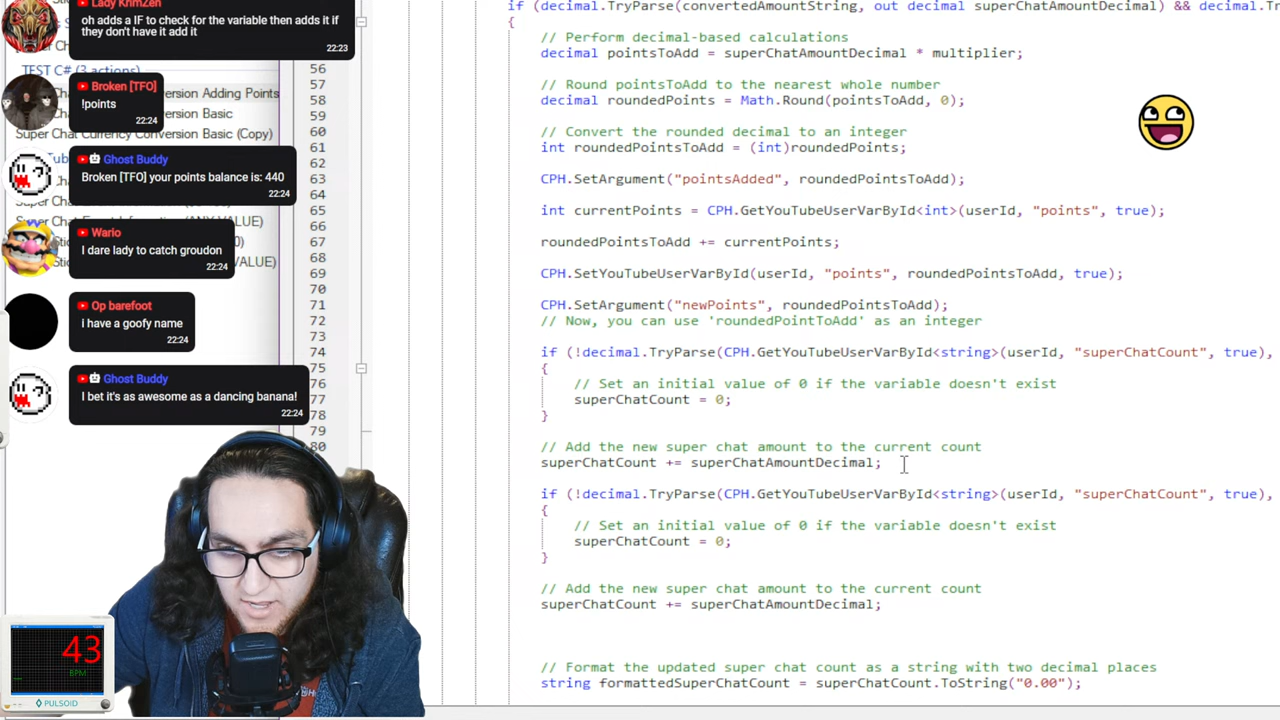 Lady KrimZen
oh adds a IF to check for the variable then adds it if
they don't have it add it
22:23
TEST C# (3 actions)
Broken [TFO]
!points
22:24
version Adding Points
version Basic
Super Chat Currency Conversion Basic (Copy)
Ghost Buddy
Broken [TFO] your points balance is: 440
22:24
Wario
I dare lady to catch groudon
22:24
Op barefoot
i have a goofy name
22:24
Ghost Buddy
I bet it's as awesome as a dancing banana!
22:24
43
BPM
PULSOID
56
57
58
59
60
61
62
63
64
65
66
67
68
69
70
71
72
73
74
75
76
77
78
79
80
if (decimal.TryParse(convertedAmountString, out decimal superChatAmountDecimal) && decimal.Tr
{
// Perform decimal-based calculations
decimal pointsToAdd = superChatAmountDecimal * multiplier;
// Round pointsToAdd to the nearest whole number
decimal roundedPoints = Math.Round(pointsToAdd, 0);
// Convert the rounded decimal to an integer
int roundedPointsToAdd = (int)roundedPoints;
CPH.SetArgument("pointsAdded", roundedPointsToAdd);
int currentPoints = CPH.GetYouTubeUserVarById<int>(userId, "points", true);
roundedPointsToAdd += currentPoints;
CPH.SetYouTubeUserVarById(userId, "points", roundedPointsToAdd, true);
CPH.SetArgument("newPoints", roundedPointsToAdd);
// Now, you can use 'roundedPointToAdd' as an integer
if (!decimal.TryParse(CPH.GetYouTubeUserVarById<string>(userId, "superChatCount", true),
{
// Set an initial value of 0 if the variable doesn't exist
superChatCount = 0;
}
// Add the new super chat amount to the current count
superChatCount += superChatAmountDecimal;
if (!decimal.TryParse(CPH.GetYouTubeUserVarById<string>(userId, "superChatCount", true),
{
// Set an initial value of 0 if the variable doesn't exist
superChatCount = 0;
}
// Add the new super chat amount to the current count
superChatCount += superChatAmountDecimal;
// Format the updated super chat count as a string with two decimal places
string formattedSuperChatCount = superChatCount.ToString("0.00");